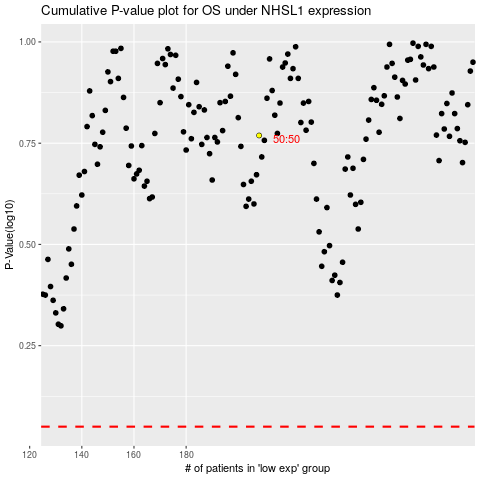 Cumulative P-value plot for OS under NHSL1 expression
1.00
0.75
0.50
0.25
P-Value(log10)
50:50
120 140 160 180
# of patients in 'low exp' group